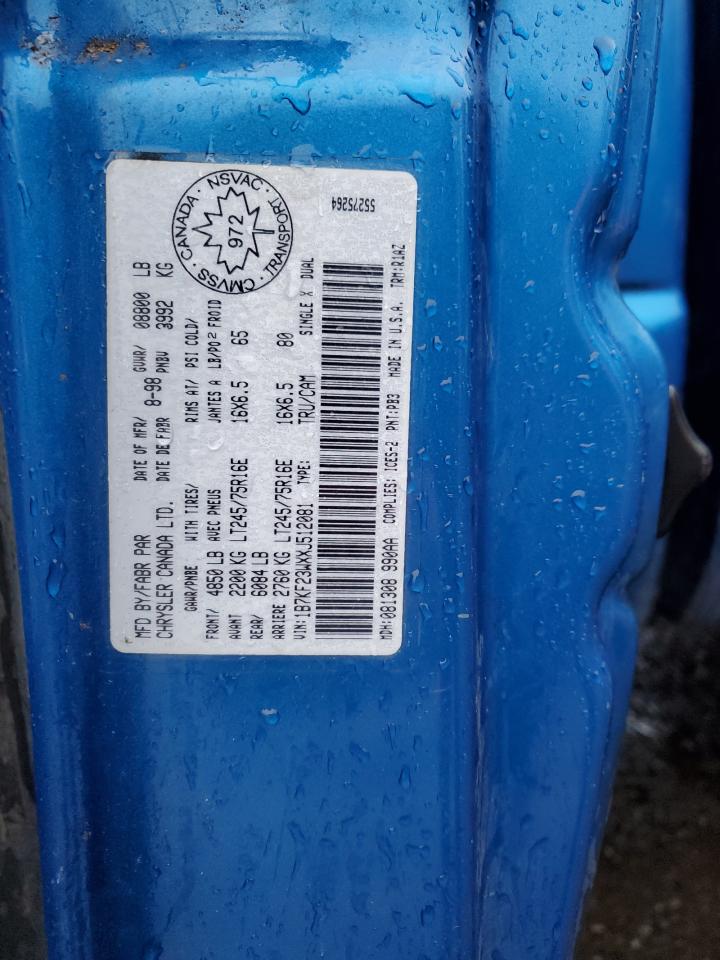 MFD BY/FABR PAR DATE OF MFR/ GVWR/ 08800 LB
CHRYSLER CANADA LTD. DATE DE FABR 8-98 PNBV 3992 KG
GAWR/PNBE WITH TIRES/ RIMS AT/ PSI COLD/
FRONT/ 4850 LB AVEC PNEUS JANTES A LB/PO² FROID
AVANT 2200 KG LT245/75R16E 16X6.5 65
REAR/ 6084 LB
ARRIERE 2760 KG LT245/75R16E 16X6.5 80
VIN: 1B7KF23WXXJ512081 TYPE: TRU/CAM SINGLE X DUAL
MDH:081308 990AA COMPLIES: ICES-2 PNT:PB3 MADE IN U.S.A. TRM:R1AZ
CANADA · NSVAC · TRANSPORT · CMVSS ·
972
55275264